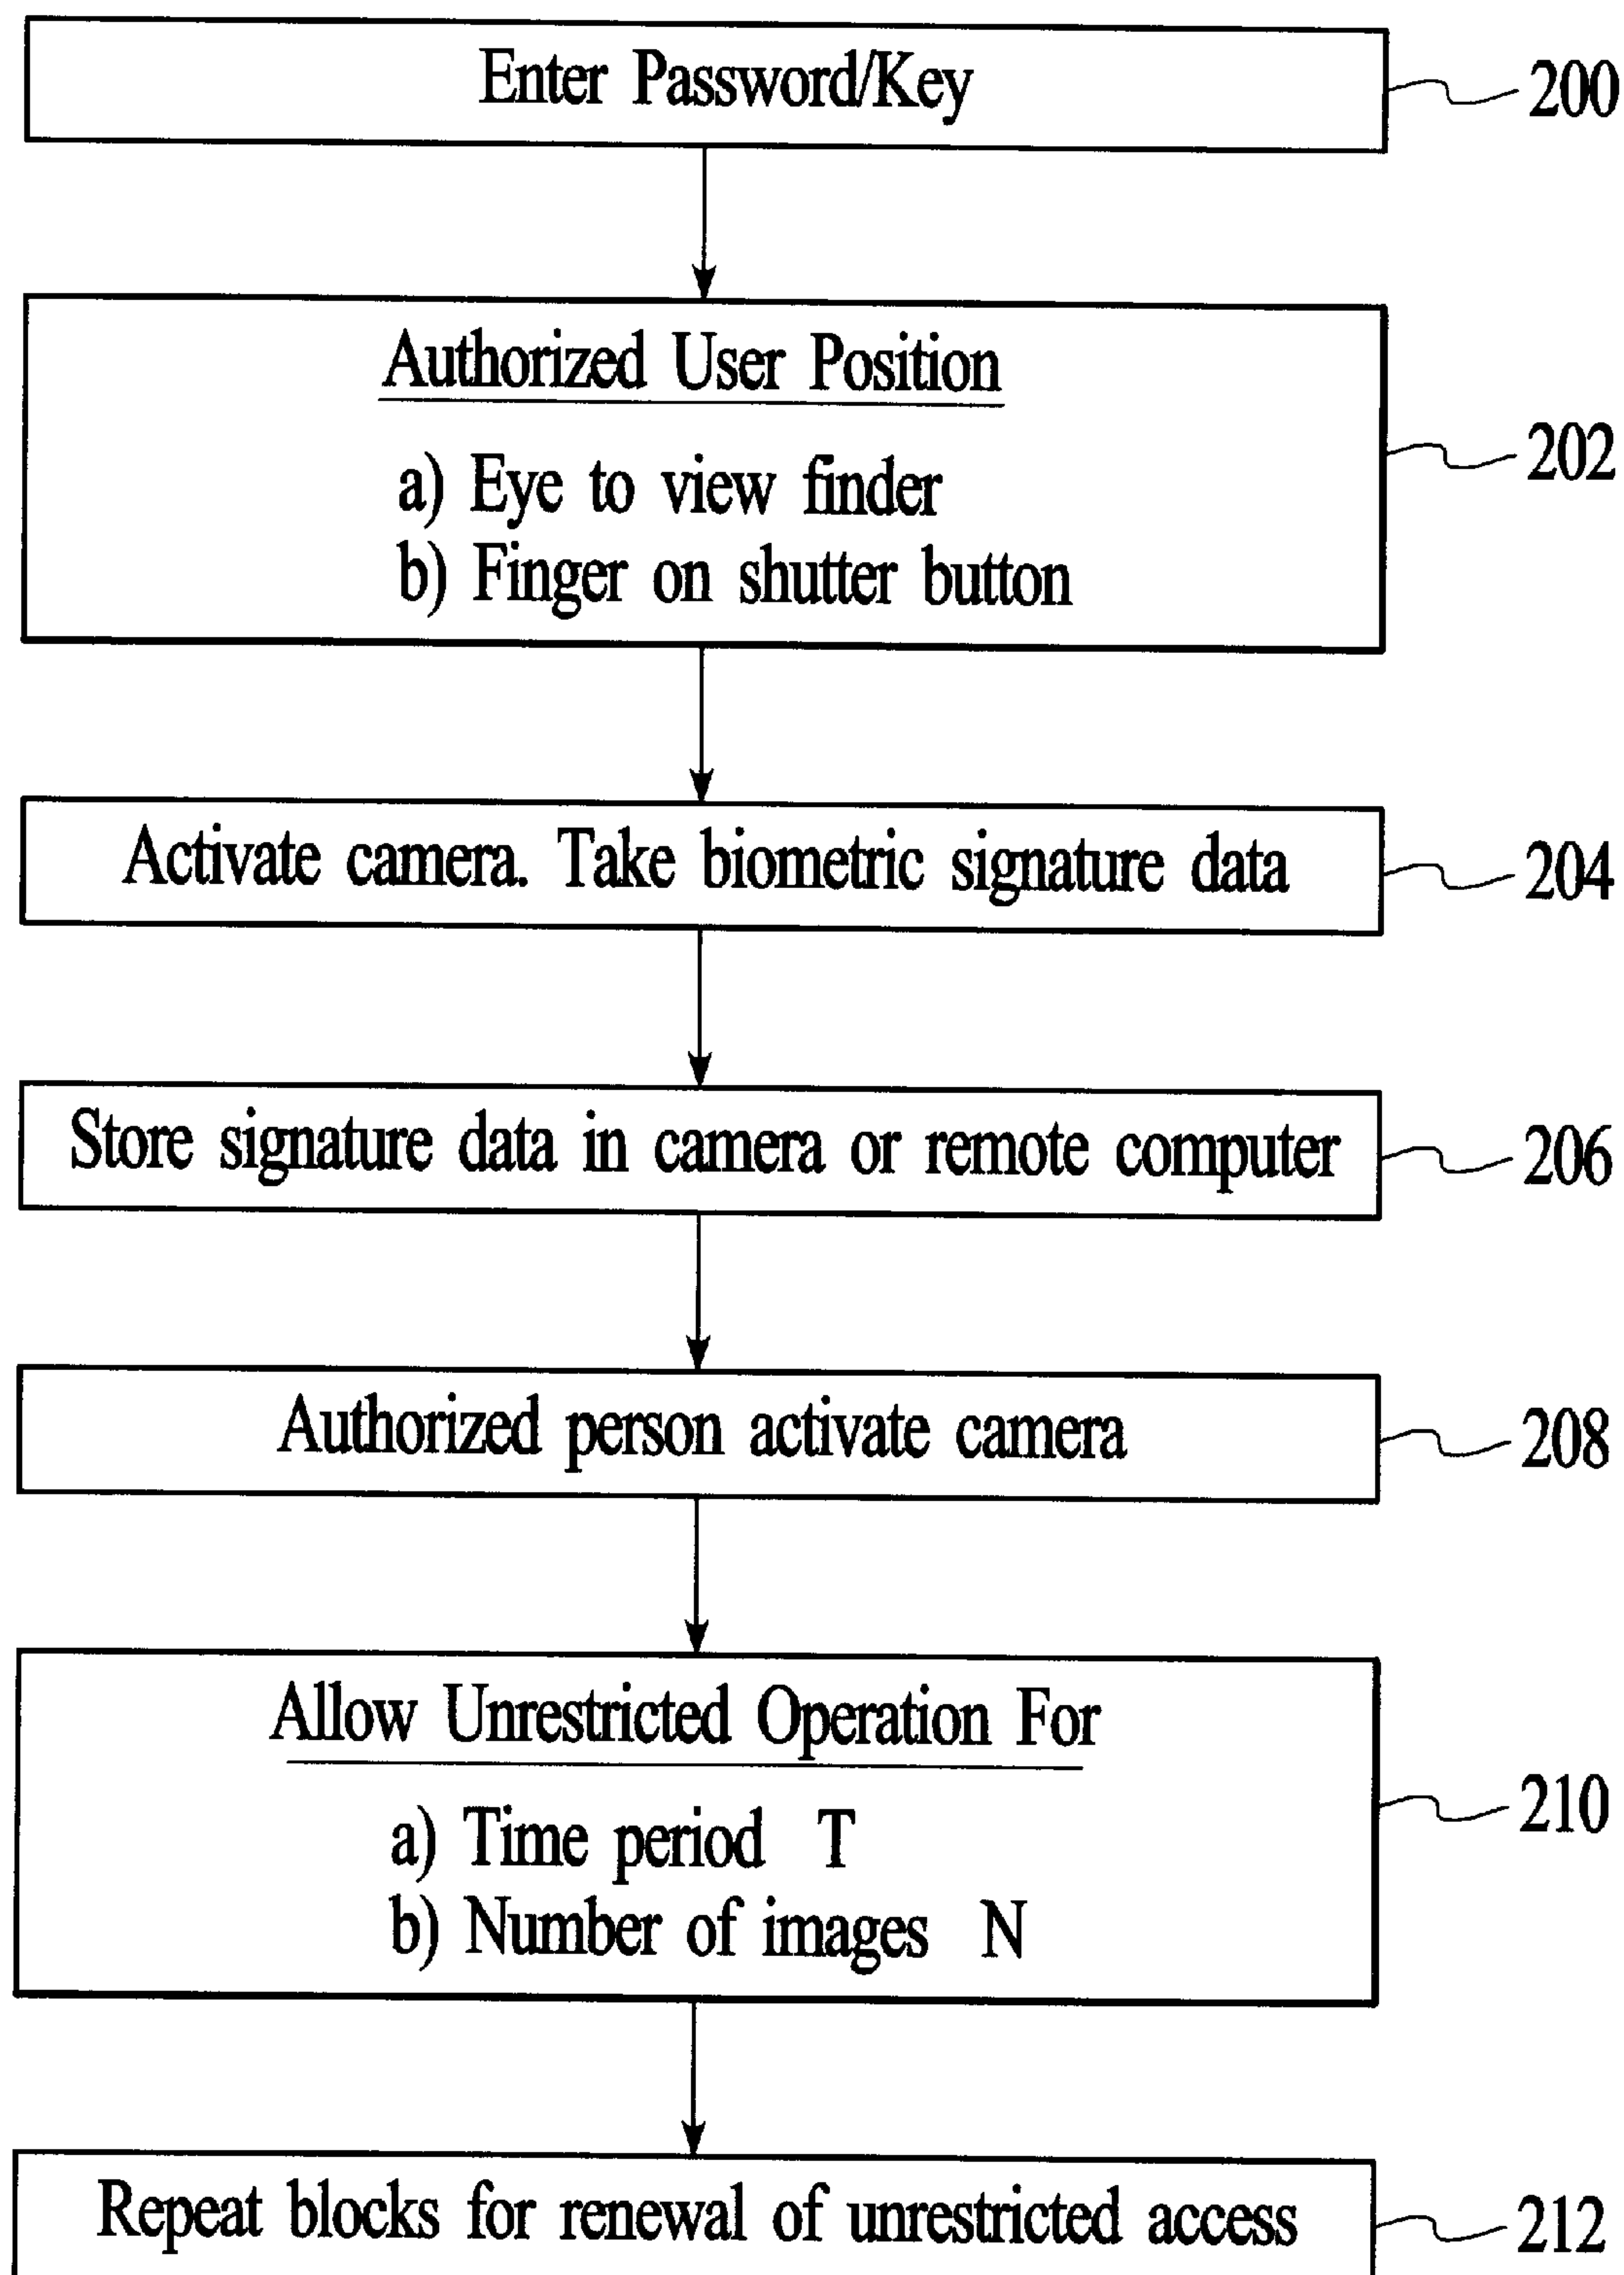 Enter Password/Key
200
Authorized User Position
a) Eye to view finder
b) Finger on shutter button
202
Activate camera. Take biometric signature data
204
Store signature data in camera or remote computer
206
Authorized person activate camera
208
Allow Unrestricted Operation For
a) Time period T
b) Number of images N
210
Repeat blocks for renewal of unrestricted access
212